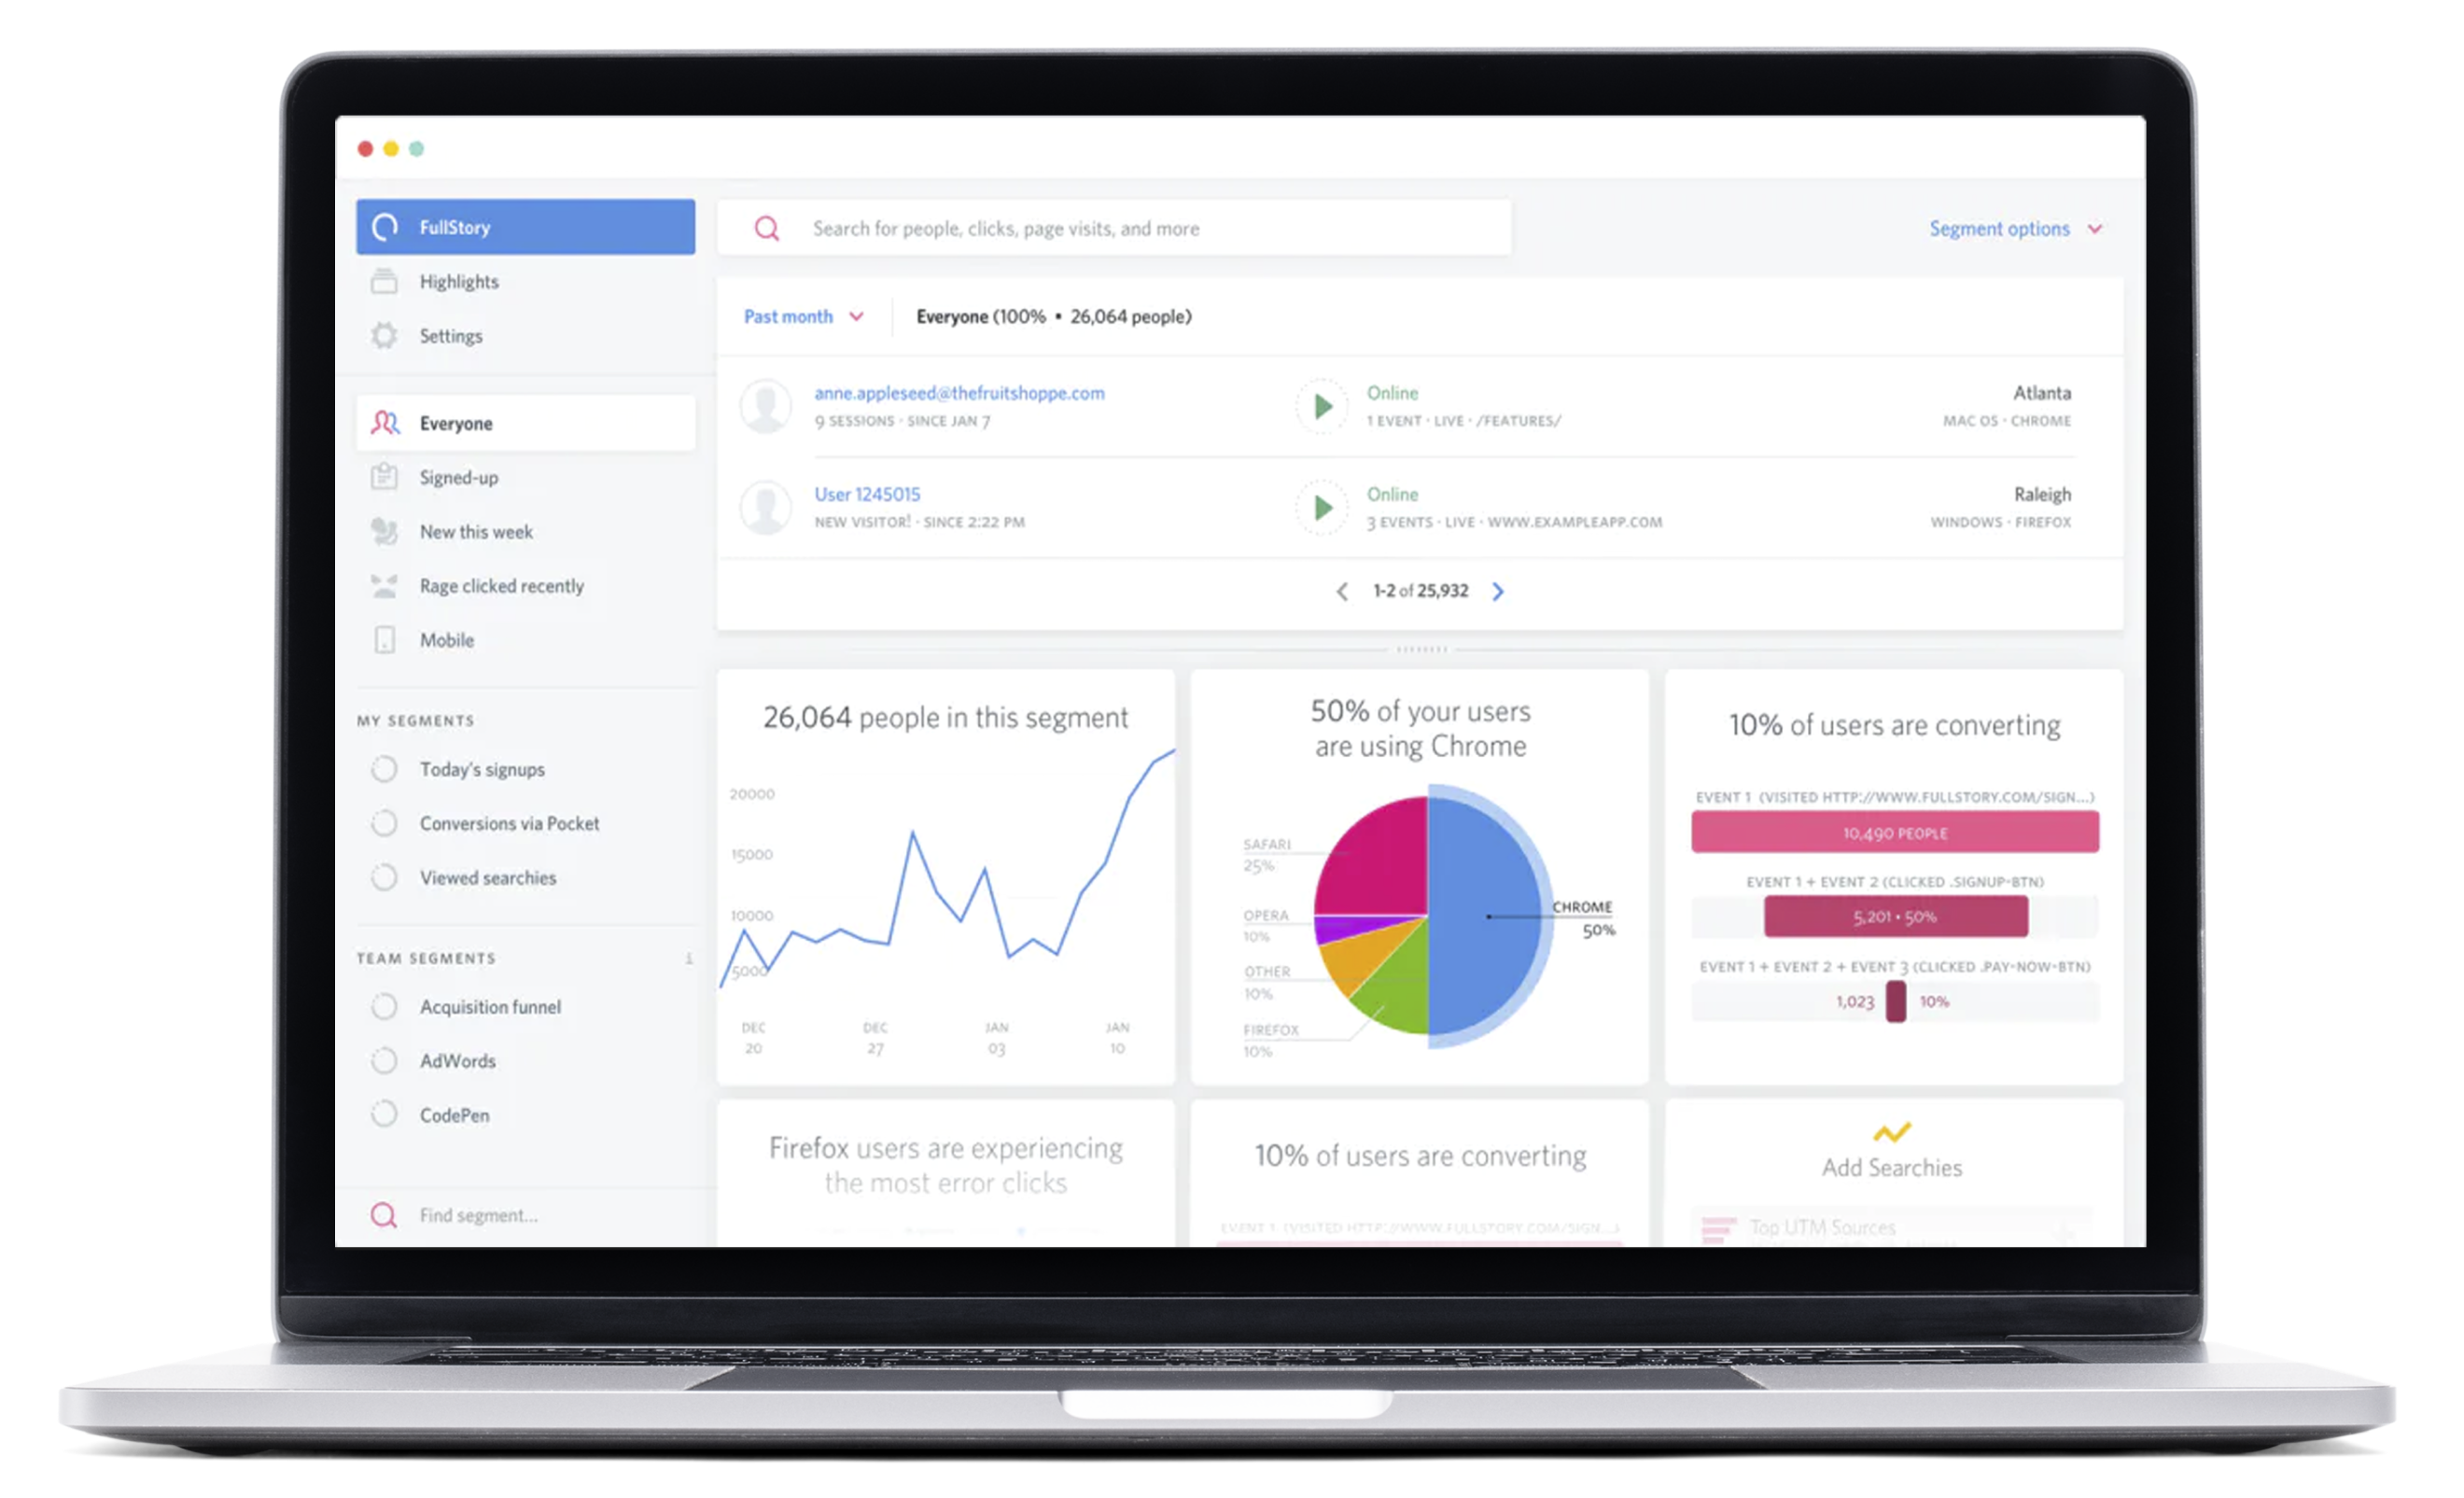 FullStory
Highlights
Settings
Everyone
Signed-up
New this week
Rage clicked recently
Mobile
MY SEGMENTS
Today's signups
Conversions via Pocket
Viewed searchies
TEAM SEGMENTS
Acquisition funnel
AdWords
CodePen
Find segment...
Search for people, clicks, page visits, and more
Segment options
Past month
Everyone (100% • 26,064 people)
anne.appleseed@thefruitshoppe.com
9 SESSIONS · SINCE JAN 7
Online
1 EVENT · LIVE · /FEATURES/
Atlanta
MAC OS · CHROME
User 1245015
NEW VISITOR! · SINCE 2:22 PM
Online
3 EVENTS · LIVE · WWW.EXAMPLEAPP.COM
Raleigh
WINDOWS · FIREFOX
1-2 of 25,932
26,064 people in this segment
20000
15000
10000
5000
DEC
20
DEC
27
JAN
03
JAN
10
50% of your users
are using Chrome
SAFARI
25%
OPERA
10%
OTHER
10%
FIREFOX
10%
CHROME
50%
10% of users are converting
EVENT 1 (VISITED HTTP://WWW.FULLSTORY.COM/SIGN...)
10,490 PEOPLE
EVENT 1 + EVENT 2 (CLICKED .SIGNUP-BTN)
5,201 • 50%
EVENT 1 + EVENT 2 + EVENT 3 (CLICKED .PAY-NOW-BTN)
1,023
10%
Firefox users are experiencing
the most error clicks
10% of users are converting
EVENT 1 (VISITED HTTP://WWW.FULLSTORY.COM/SIGN...)
Add Searchies
Top UTM Sources